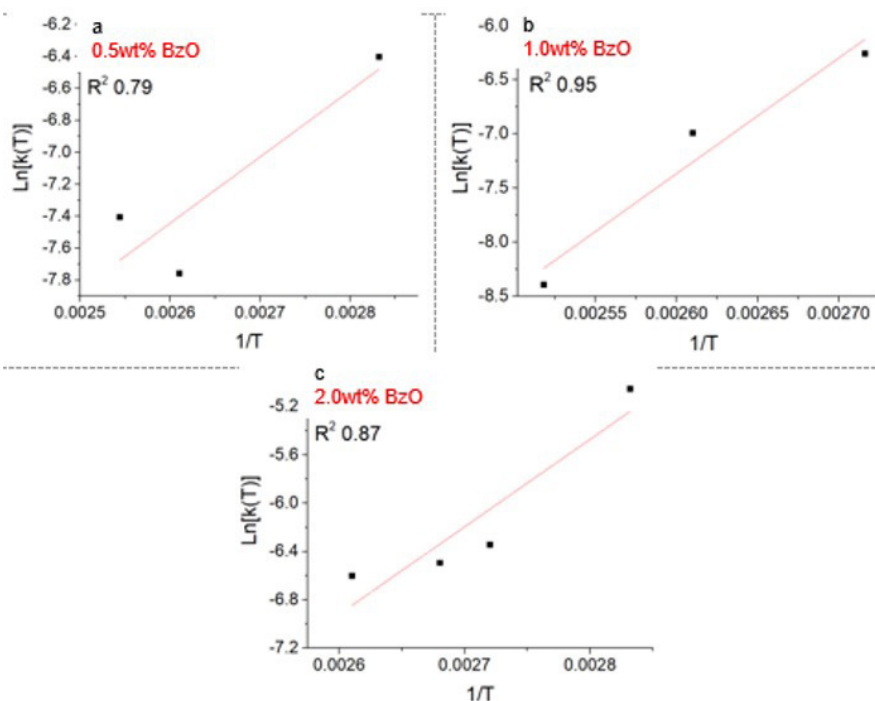 a
0.5wt% BzO
R² 0.79
-6.2
-6.4
-6.6
-6.8
-7.0
-7.2
-7.4
-7.6
-7.8
Ln[k(T)]
0.0025 0.0026 0.0027 0.0028
1/T
b
1.0wt% BzO
R² 0.95
-6.0
-6.5
-7.0
-7.5
-8.0
-8.5
Ln[k(T)]
0.00255 0.00260 0.00265 0.00270
1/T
c
2.0wt% BzO
R² 0.87
-5.2
-5.6
-6.0
-6.4
-6.8
-7.2
Ln[k(T)]
0.0026 0.0027 0.0028
1/T